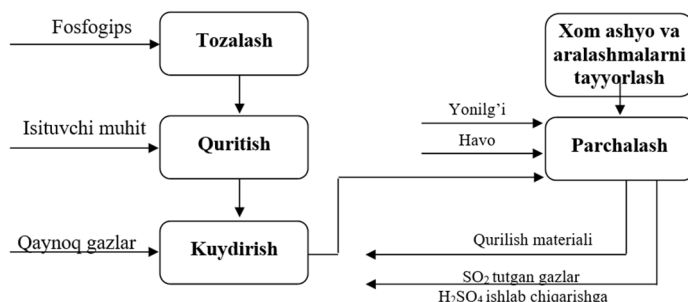 Fosfogips
Tozalash
Isituvchi muhit
Quritish
Qaynoq gazlar
Kuydirish
Xom ashyo va
aralashmalarni
tayyorlash
Yonilg’i
Havo
Parchalash
Qurilish materiali
SO₂ tutgan gazlar
H₂SO₄ ishlab chiqarishga